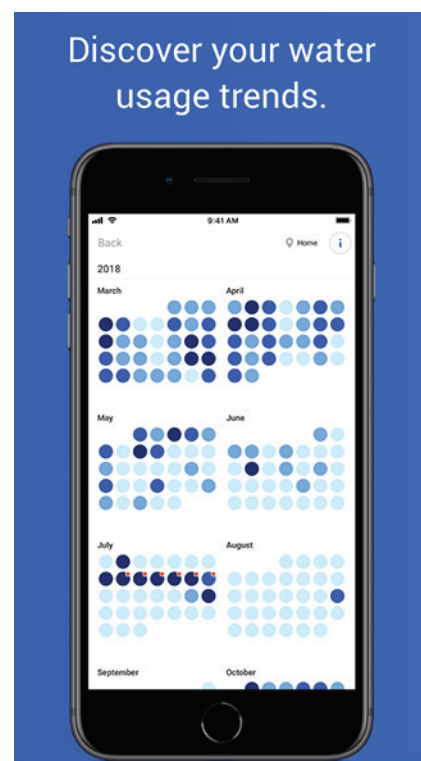 Discover your water
usage trends.
9:41 AM
Back
Home
i
2018
March
April
May
June
July
August
September
October